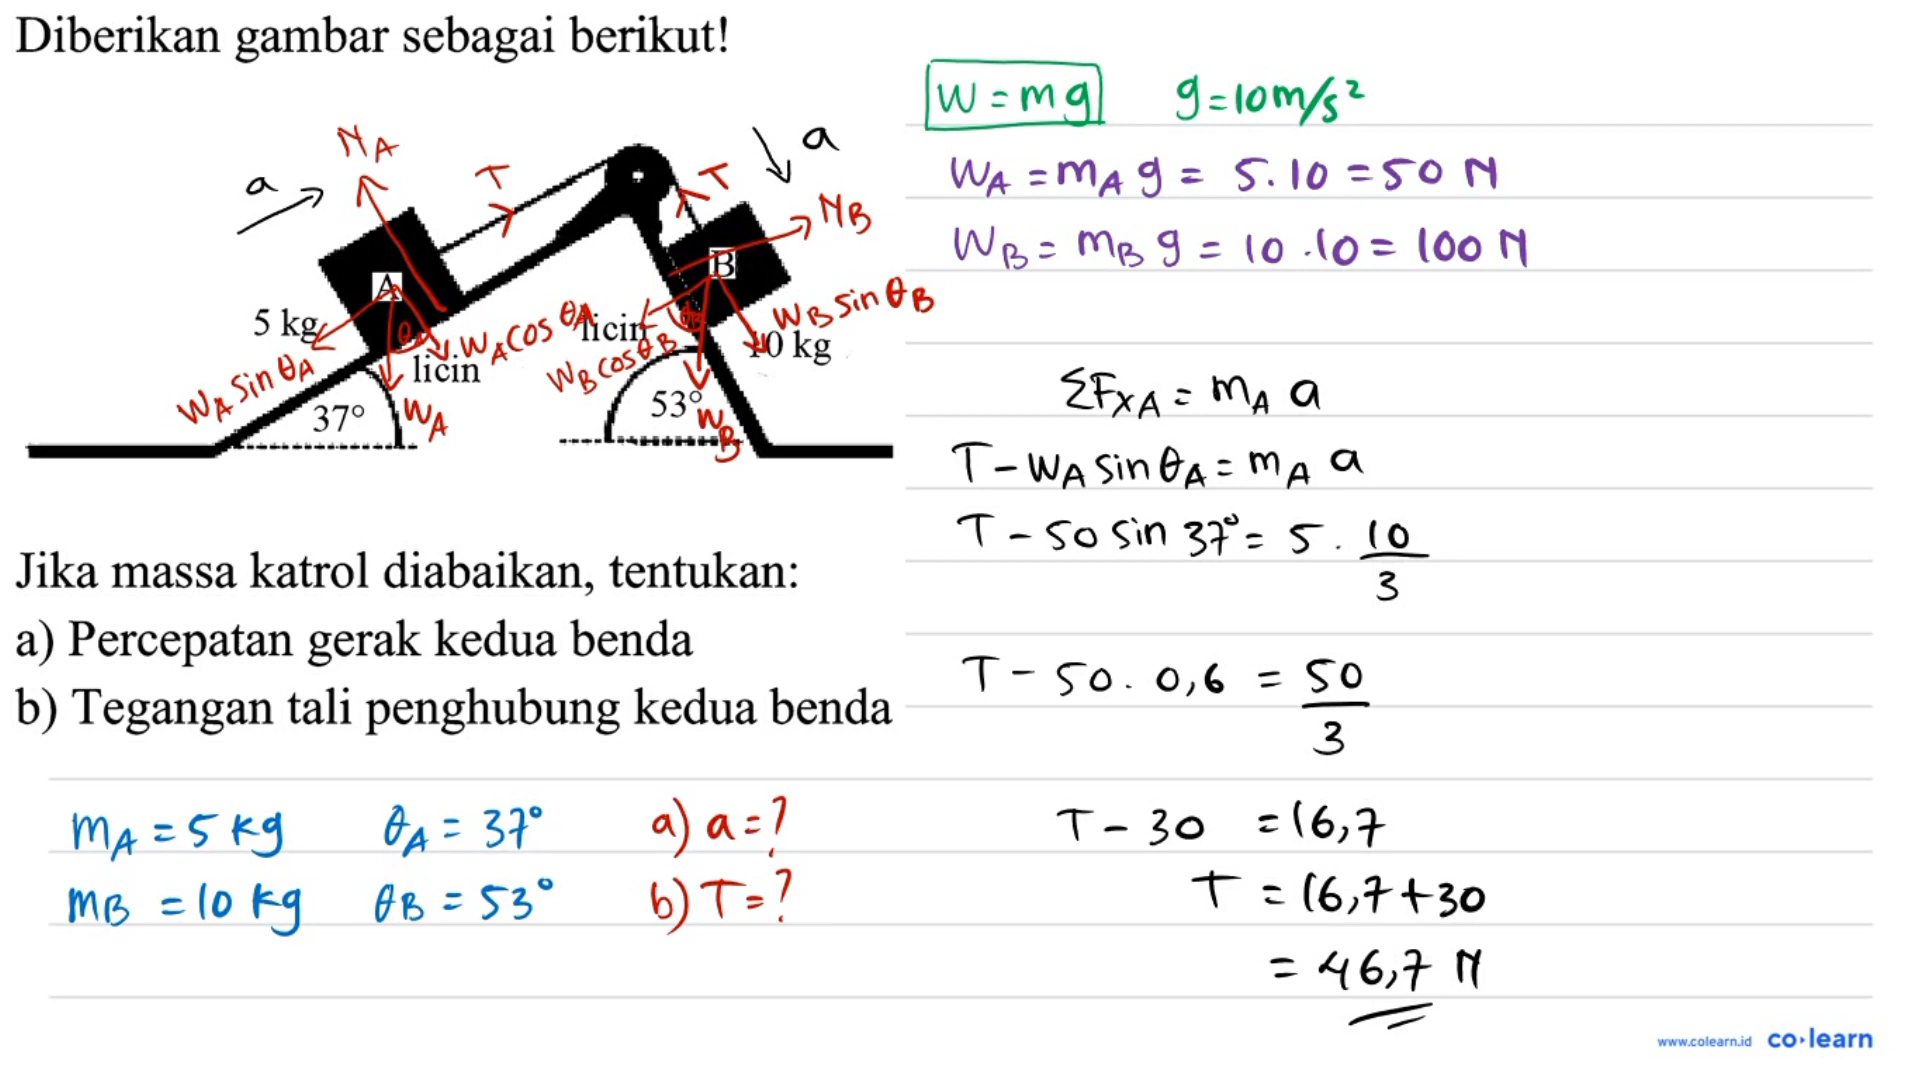 Diberikan gambar sebagai berikut!
a
N_A
T
T
a
N_B
A
B
5 kg
W_A sin θ_A
θ_A
W_A cos θ_A
licin
W_A
37°
licin
W_B cos θ_B
θ_B
W_B sin θ_B
10 kg
53°
W_B
Jika massa katrol diabaikan, tentukan:
a) Percepatan gerak kedua benda
b) Tegangan tali penghubung kedua benda
m_A = 5 kg θ_A = 37° a) a = ?
m_B = 10 kg θ_B = 53° b) T = ?
W = mg g = 10 m/s²
W_A = m_A g = 5 . 10 = 50 N
W_B = m_B g = 10 . 10 = 100 N
ΣF_XA = m_A a
T - W_A sin θ_A = m_A a
T - 50 sin 37° = 5 . 10/3
T - 50 . 0,6 = 50/3
T - 30 = 16,7
T = 16,7 + 30
= 46,7 N
www.colearn.id co·learn